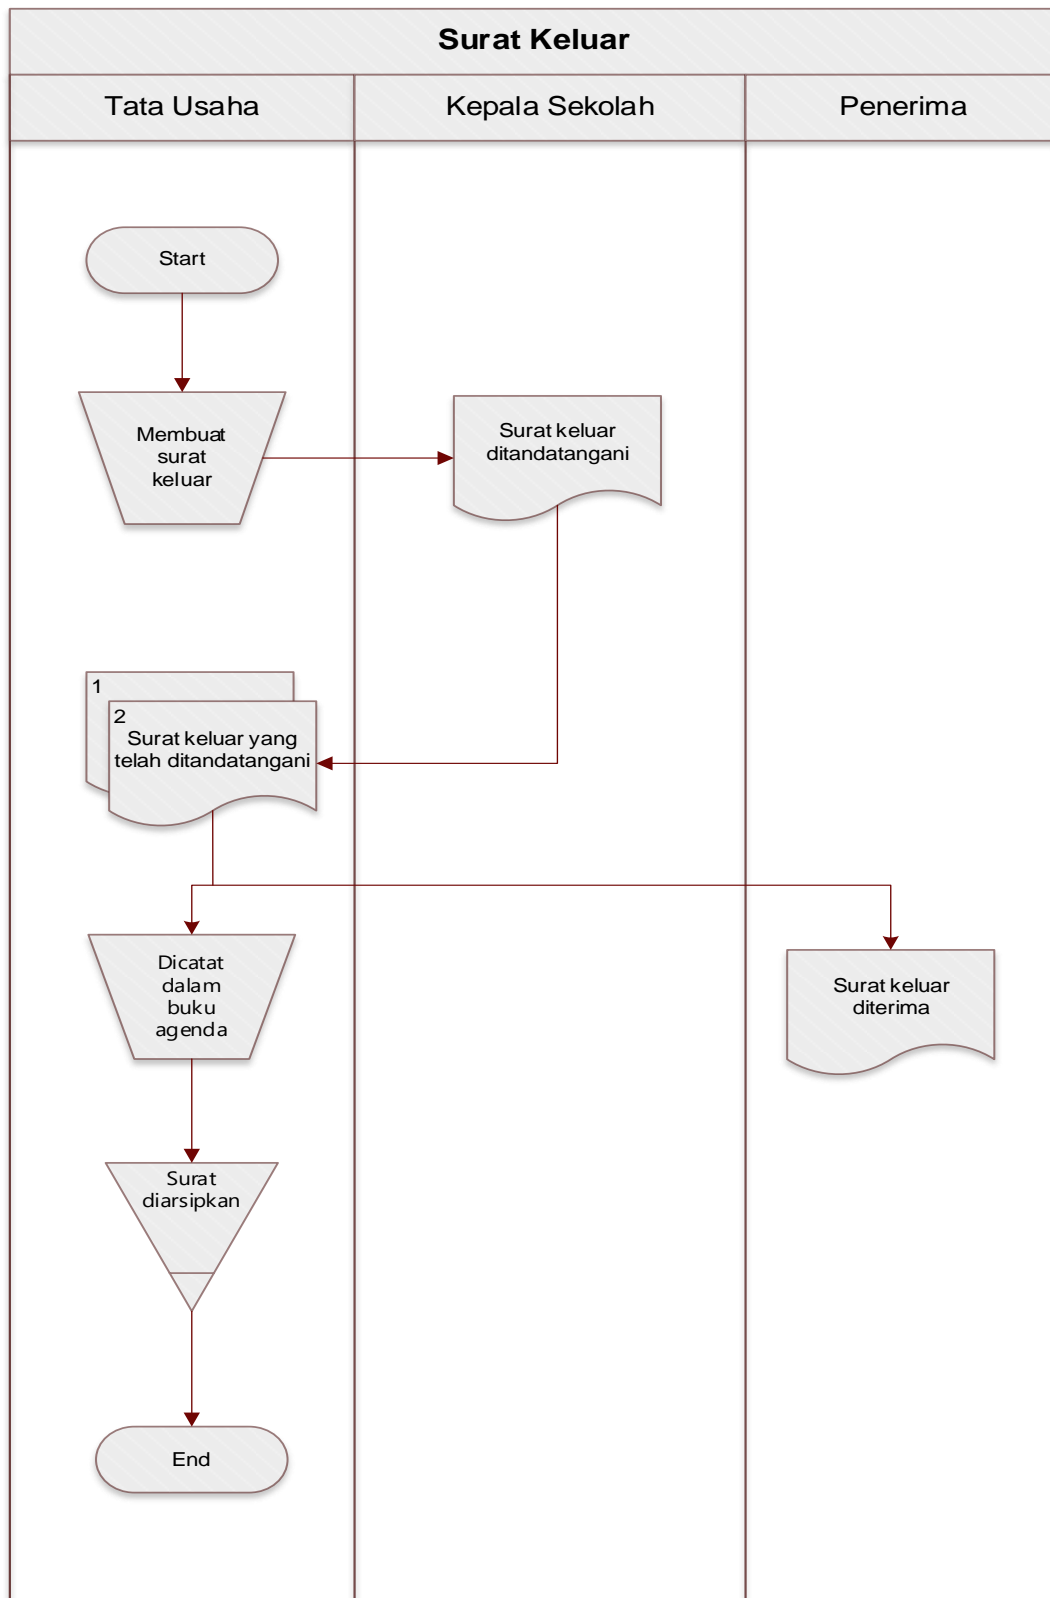 Surat Keluar
Tata Usaha
Kepala Sekolah
Penerima
Start
Membuat
surat
keluar
Surat keluar
ditandatangani
1
2
Surat keluar yang
telah ditandatangani
Dicatat
dalam
buku
agenda
Surat keluar
diterima
Surat
diarsipkan
End